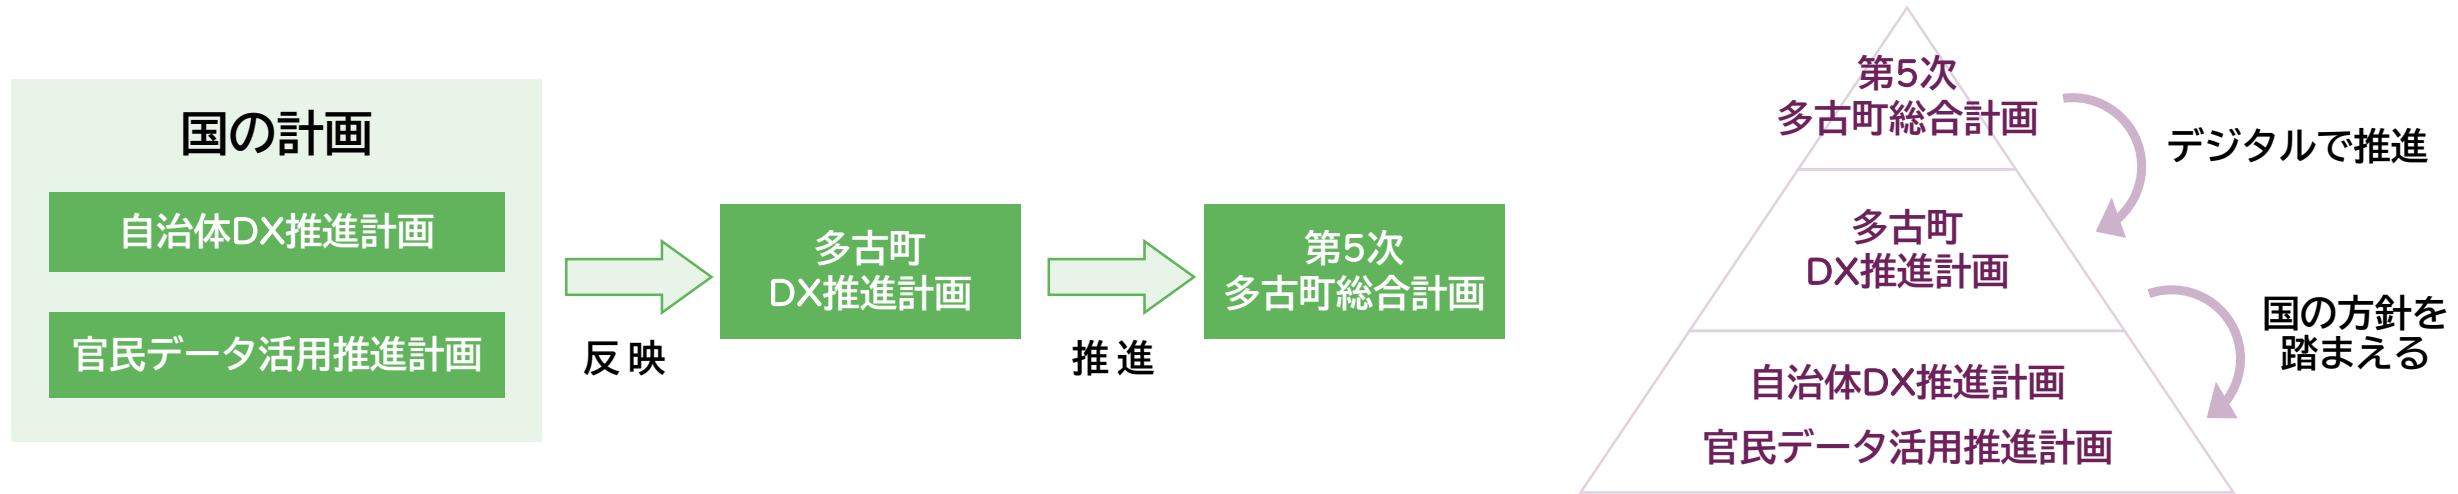 国の計画
自治体DX推進計画
官民データ活用推進計画
反映
多古町
DX推進計画
推進
第5次
多古町総合計画
第5次
多古町総合計画
デジタルで推進
多古町
DX推進計画
国の方針を
踏まえる
自治体DX推進計画
官民データ活用推進計画